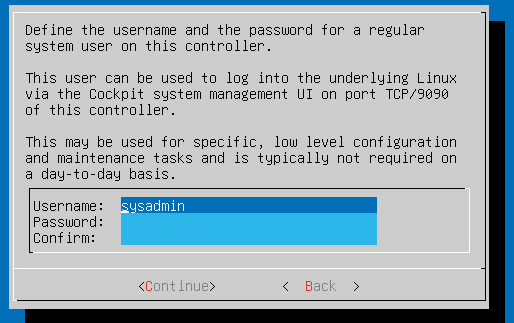 Define the username and the password for a regular
system user on this controller.
This user can be used to log into the underlying Linux
via the Cockpit system management UI on port TCP/9090
of this controller.
This may be used for specific, low level configuration
and maintenance tasks and is typically not required on
a day-to-day basis.
Username: sysadmin
Password:
Confirm:
<Continue> < Back >